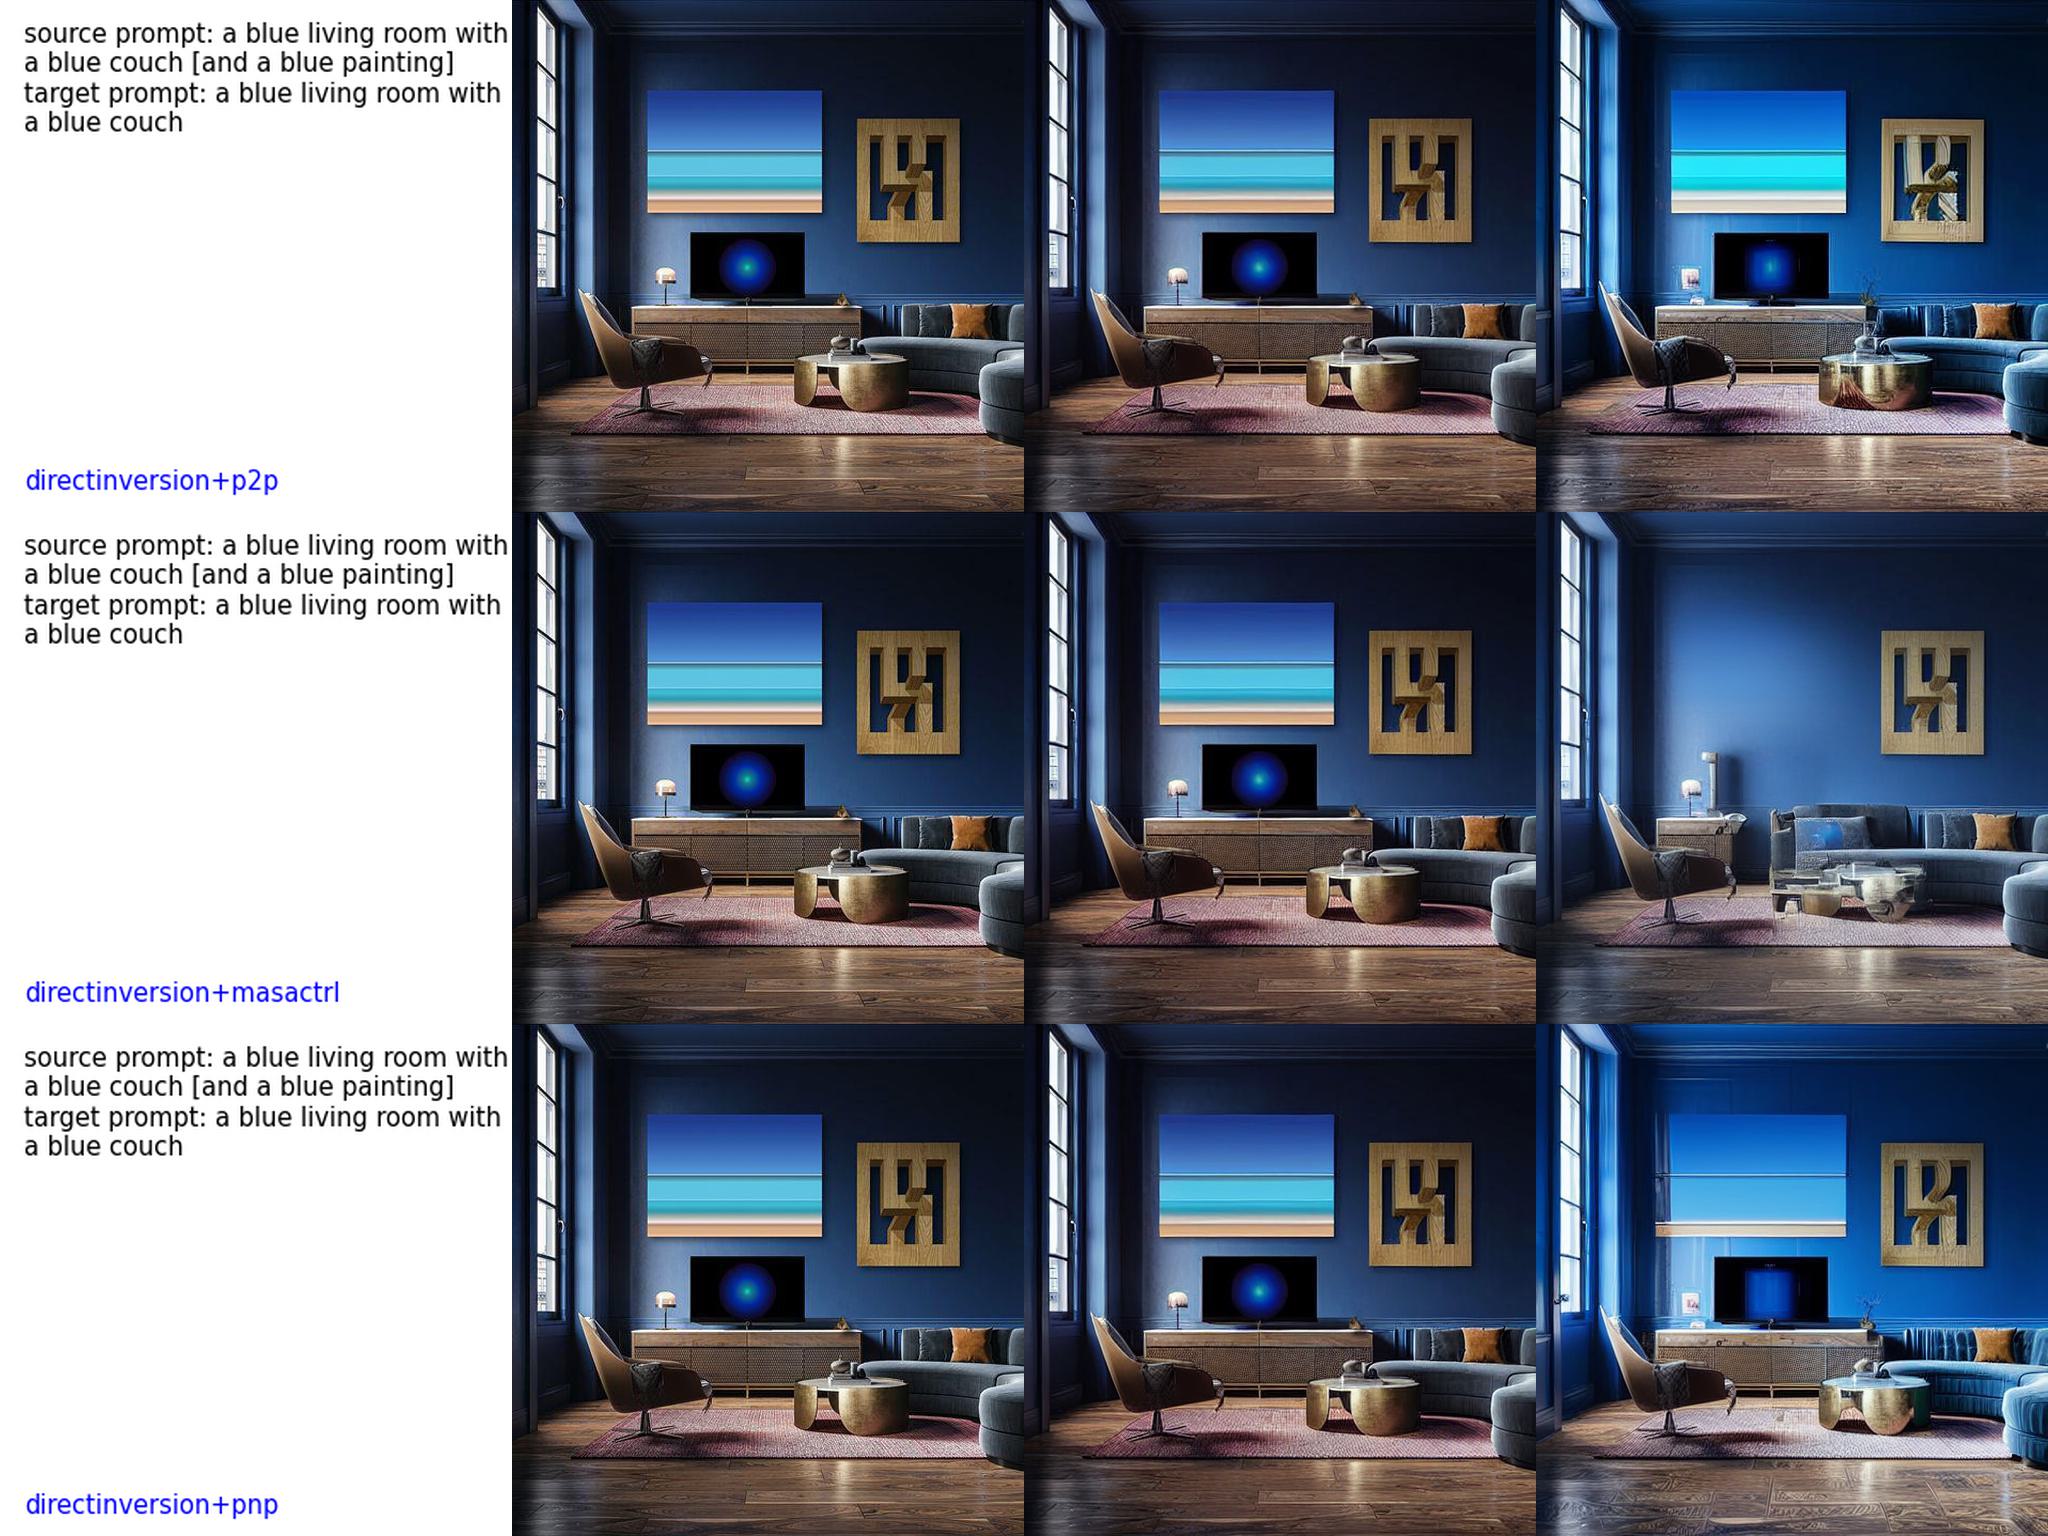 source prompt: a blue living room with
a blue couch [and a blue painting]
target prompt: a blue living room with
a blue couch
directinversion+p2p
source prompt: a blue living room with
a blue couch [and a blue painting]
target prompt: a blue living room with
a blue couch
directinversion+masactrl
source prompt: a blue living room with
a blue couch [and a blue painting]
target prompt: a blue living room with
a blue couch
directinversion+pnp